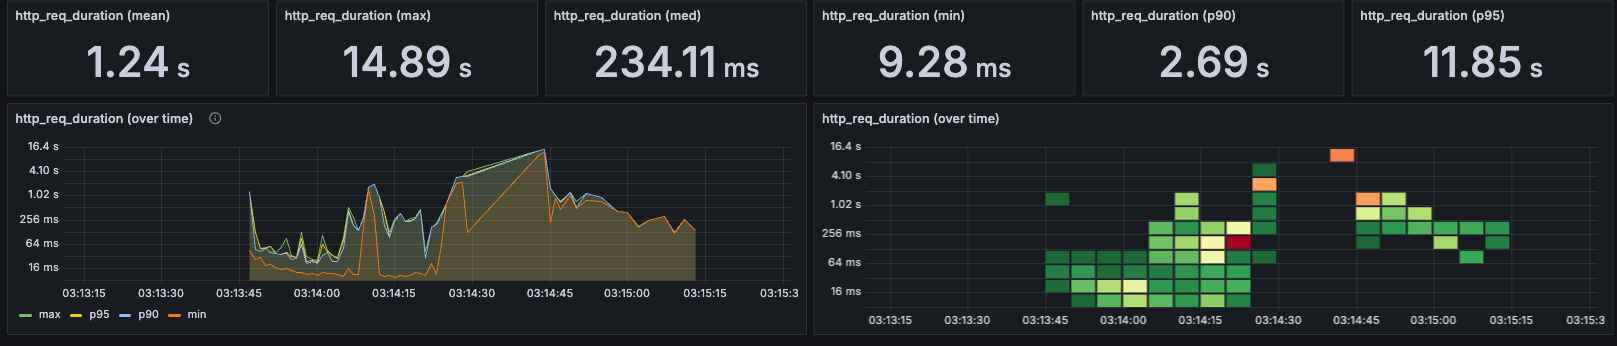 http_req_duration (mean)
1.24 s
http_req_duration (max)
14.89 s
http_req_duration (med)
234.11 ms
http_req_duration (min)
9.28 ms
http_req_duration (p90)
2.69 s
http_req_duration (p95)
11.85 s
http_req_duration (over time)
16.4 s
4.10 s
1.02 s
256 ms
64 ms
16 ms
03:13:15 03:13:30 03:13:45 03:14:00 03:14:15 03:14:30 03:14:45 03:15:00 03:15:15 03:15:3
max p95 p90 min
http_req_duration (over time)
16.4 s
4.10 s
1.02 s
256 ms
64 ms
16 ms
03:13:15 03:13:30 03:13:45 03:14:00 03:14:15 03:14:30 03:14:45 03:15:00 03:15:15 03:15:3